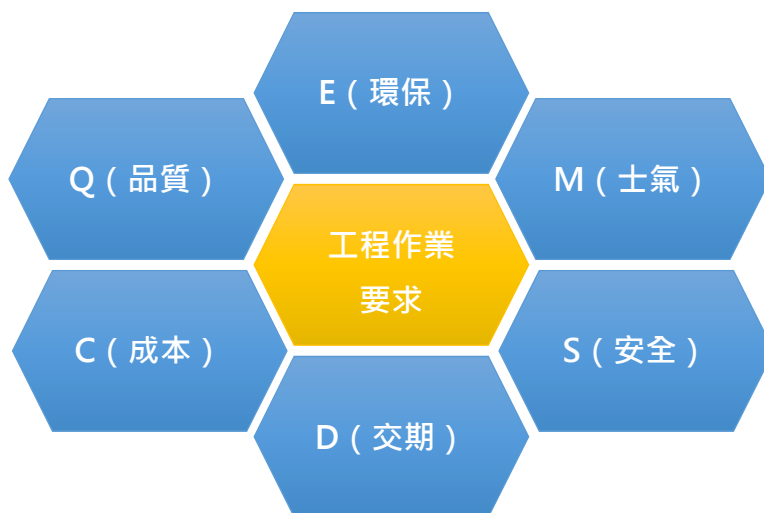 E（環保）
Q（品質）
M（士氣）
工程作業
要求
C（成本）
S（安全）
D（交期）